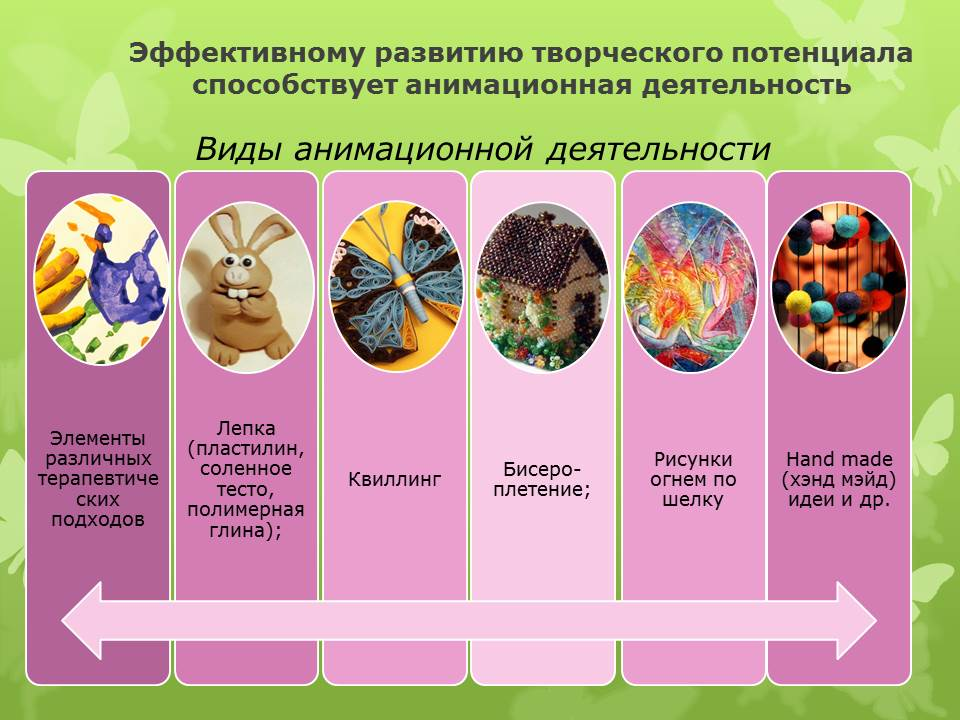 Эффективному развитию творческого потенциала
способствует анимационная деятельность
Виды анимационной деятельности
Элементы
различных
терапевтиче
ских
подходов
Лепка
(пластилин,
соленное
тесто,
полимерная
глина);
Квиллинг
Бисеро-
плетение;
Рисунки
огнем по
шелку
Hand made
(хэнд мэйд)
идеи и др.